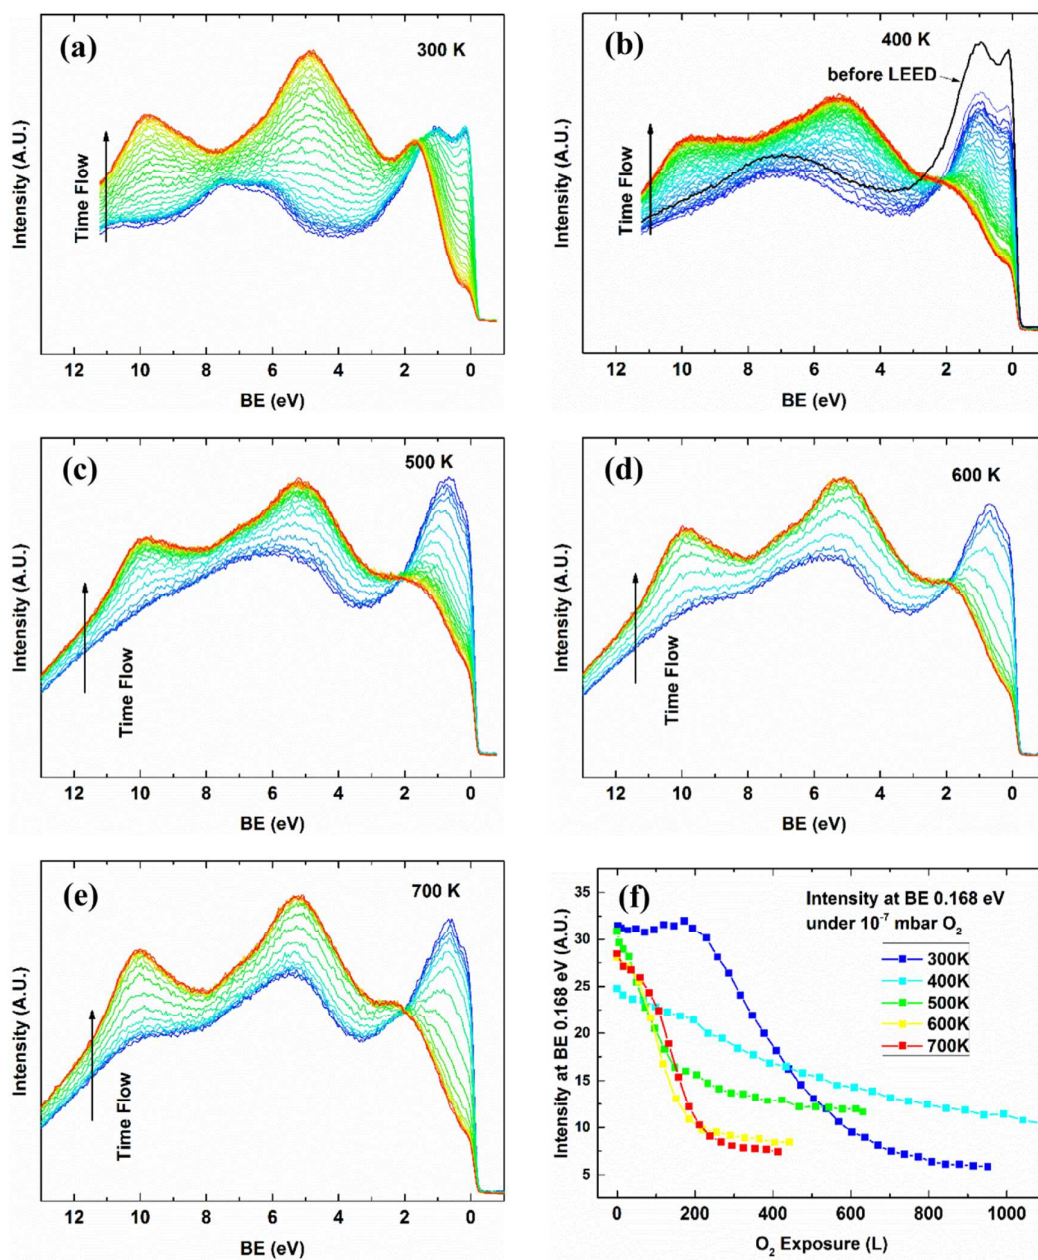 (a)
300 K
Intensity (A.U.)
Time Flow
12 10 8 6 4 2 0
BE (eV)
(b)
400 K
before LEED
Intensity (A.U.)
Time Flow
12 10 8 6 4 2 0
BE (eV)
(c)
500 K
Intensity (A.U.)
Time Flow
12 10 8 6 4 2 0
BE (eV)
(d)
600 K
Intensity (A.U.)
Time Flow
12 10 8 6 4 2 0
BE (eV)
(e)
700 K
Intensity (A.U.)
Time Flow
12 10 8 6 4 2 0
BE (eV)
(f)
Intensity at BE 0.168 eV
under 10⁻⁷ mbar O₂
300K
400K
500K
600K
700K
Intensity at BE 0.168 eV (A.U.)
35
30
25
20
15
10
5
0 200 400 600 800 1000
O₂ Exposure (L)